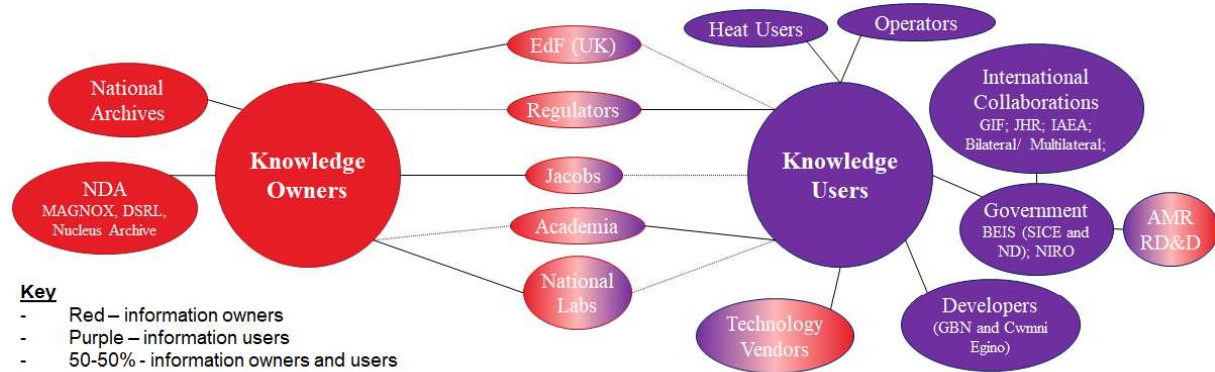 Heat Users
Operators
EdF (UK)
National
Archives
Regulators
International
Collaborations
GIF; JHR; IAEA;
Bilateral/ Multilateral;
Knowledge
Owners
Knowledge
Users
NDA
MAGNOX, DSRL,
Nucleus Archive
Jacobs
Academia
Government
BEIS (SICE and
ND); NIRO
AMR
RD&D
National
Labs
Technology
Vendors
Developers
(GBN and Cwmni
Egino)
Key
- Red – information owners
- Purple – information users
- 50-50% - information owners and users